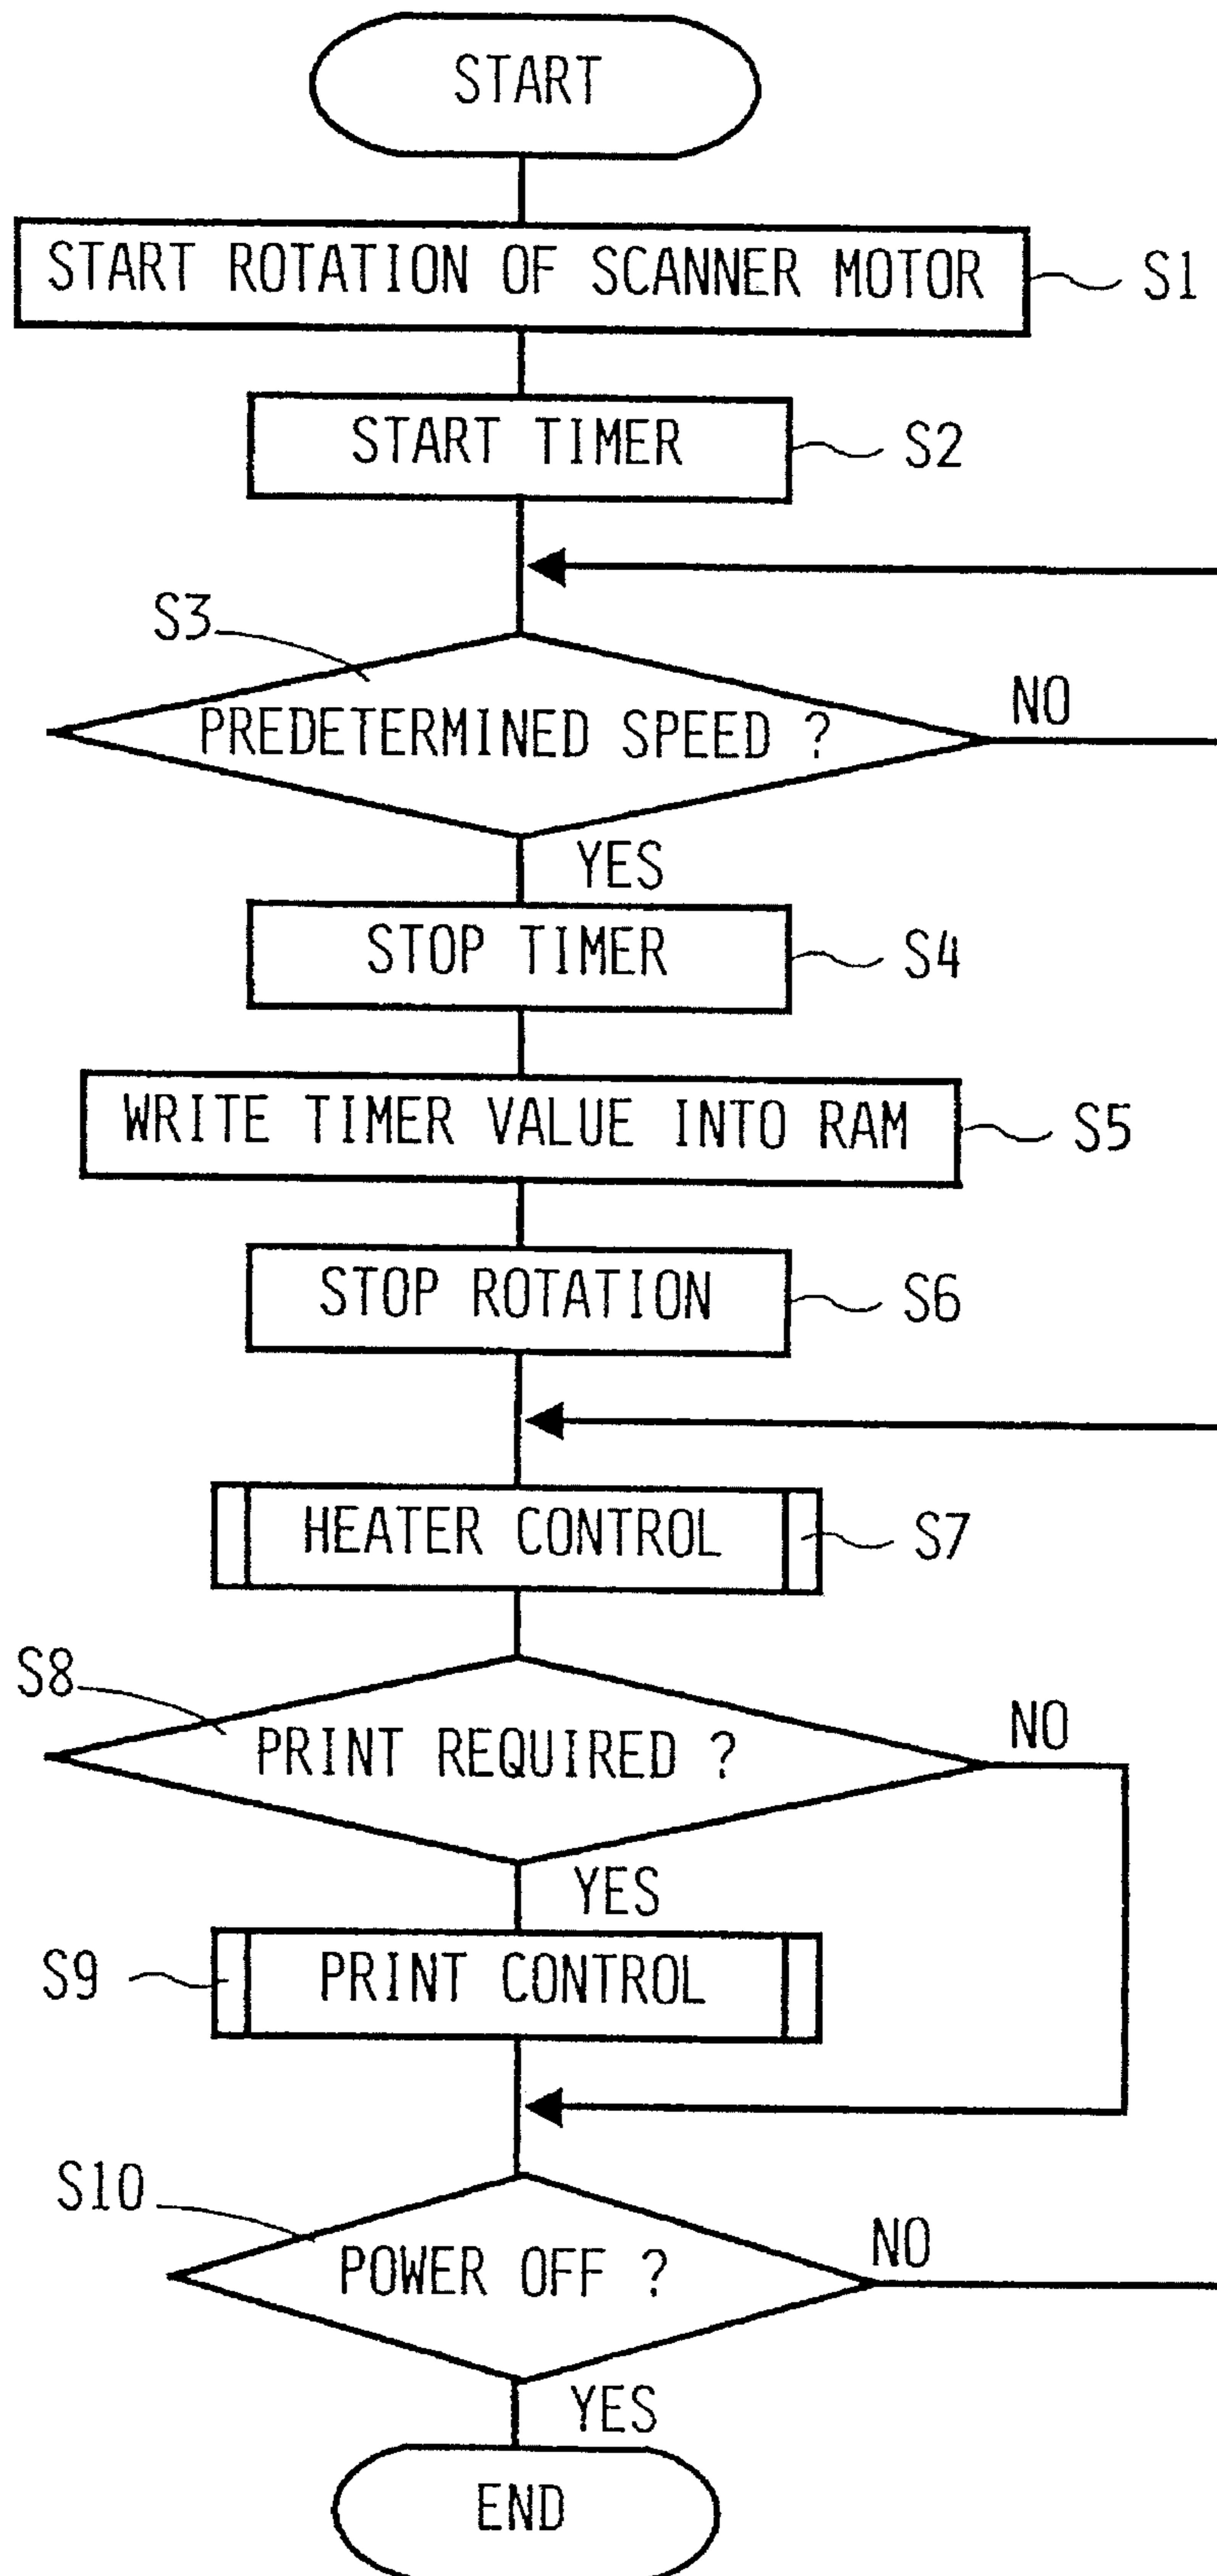 START
START ROTATION OF SCANNER MOTOR
S1
START TIMER
S2
S3
PREDETERMINED SPEED ?
NO
YES
STOP TIMER
S4
WRITE TIMER VALUE INTO RAM
S5
STOP ROTATION
S6
HEATER CONTROL
S7
S8
PRINT REQUIRED ?
NO
YES
S9
PRINT CONTROL
S10
POWER OFF ?
NO
YES
END